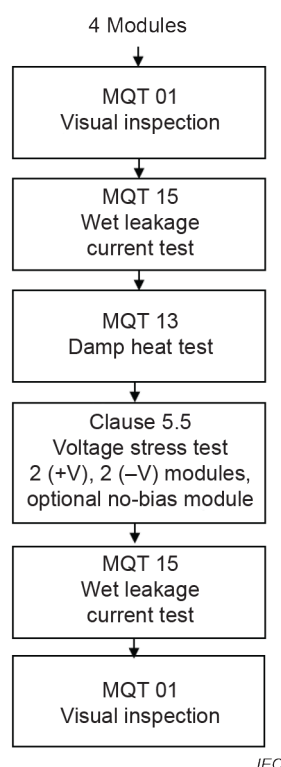 4 Modules
MQT 01
Visual inspection
MQT 15
Wet leakage
current test
MQT 13
Damp heat test
Clause 5.5
Voltage stress test
2 (+V), 2 (–V) modules,
optional no-bias module
MQT 15
Wet leakage
current test
MQT 01
Visual inspection
IEC